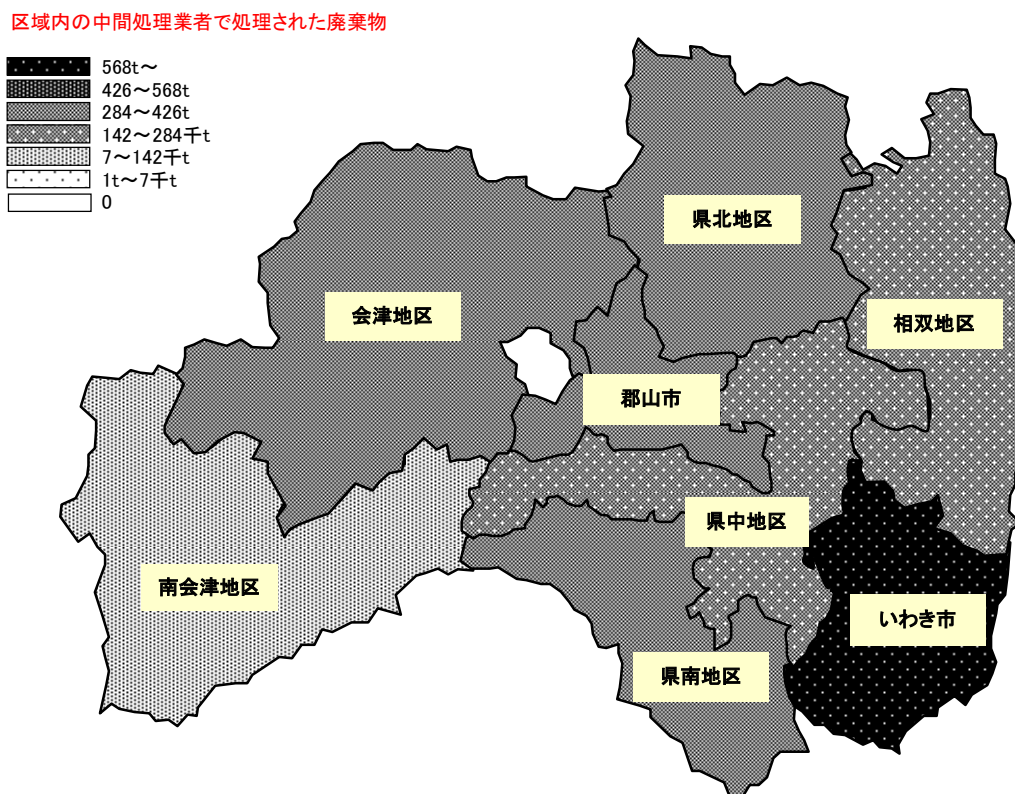 区域内の中間処理業者で処理された廃棄物
568t～
426～568t
284～426t
142～284千t
7～142千t
1t～7千t
0
県北地区
会津地区
相双地区
郡山市
県中地区
南会津地区
いわき市
県南地区